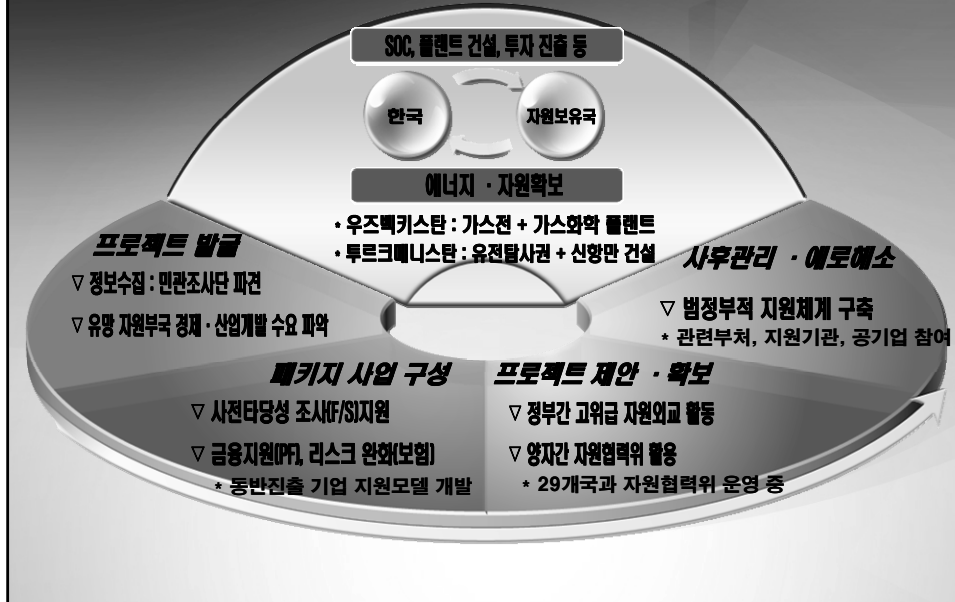 SOC, 플랜트 건설, 투자 진출 등
한국
자원보유국
에너지 · 자원확보
* 우즈벡키스탄 : 가스전 + 가스화학 플랜트
* 투르크메니스탄 : 유전탐사권 + 신항만 건설
프로젝트 발굴
▽ 정보수집 : 민관조사단 파견
▽ 유망 자원부국 경제 · 산업개발 수요 파악
패키지 사업 구성
▽ 사전타당성 조사(F/S)지원
▽ 금융지원(PF), 리스크 완화(보험)
* 동반진출 기업 지원모델 개발
프로젝트 제안 · 확보
▽ 정부간 고위급 자원외교 활동
▽ 양자간 자원협력위 활용
* 29개국과 자원협력위 운영 중
사후관리 · 애로해소
▽ 범정부적 지원체계 구축
* 관련부처, 지원기관, 공기업 참여